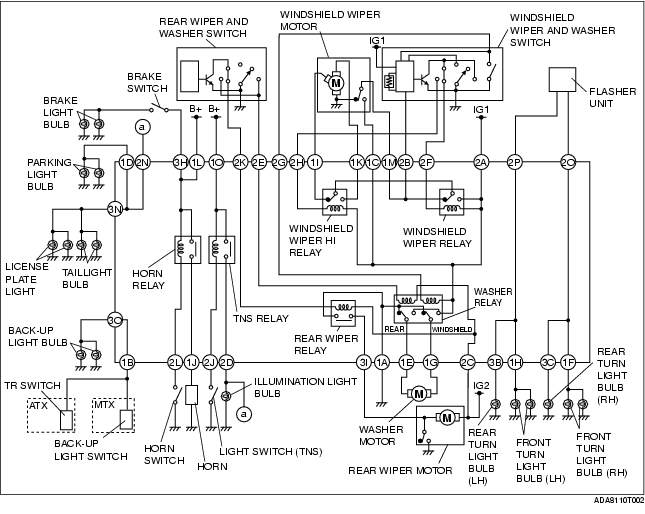 REAR WIPER AND
WASHER SWITCH
WINDSHIELD WIPER
MOTOR
WINDSHIELD
WIPER AND WASHER
SWITCH
IG1
BRAKE
SWITCH
FLASHER
UNIT
BRAKE
LIGHT
BULB
B+
B+
IG1
M
a
PARKING
LIGHT
BULB
1D
2N
3H
1L
1O
2K
2E
2G
2H
1I
1K
1C
1M
2B
2F
2A
2P
2O
3N
WINDSHIELD
WIPER HI
RELAY
WINDSHIELD
WIPER RELAY
LICENSE
PLATE
LIGHT
TAILLIGHT
BULB
HORN
RELAY
TNS RELAY
WASHER
RELAY
REAR
WINDSHIELD
REAR WIPER
RELAY
3O
BACK-UP
LIGHT BULB
1B
2L
1J
2J
2D
3I
1A
1E
1G
2C
3B
1H
3C
1F
REAR
TURN
LIGHT
BULB
(RH)
TR SWITCH
ATX
MTX
ILLUMINATION LIGHT
BULB
a
M
IG2
M
BACK-UP
LIGHT SWITCH
HORN
SWITCH
HORN
LIGHT SWITCH (TNS)
WASHER
MOTOR
REAR WIPER MOTOR
REAR
TURN
LIGHT
BULB
(LH)
FRONT
TURN
LIGHT
BULB (LH)
FRONT
TURN
LIGHT
BULB (RH)
ADA8110T002